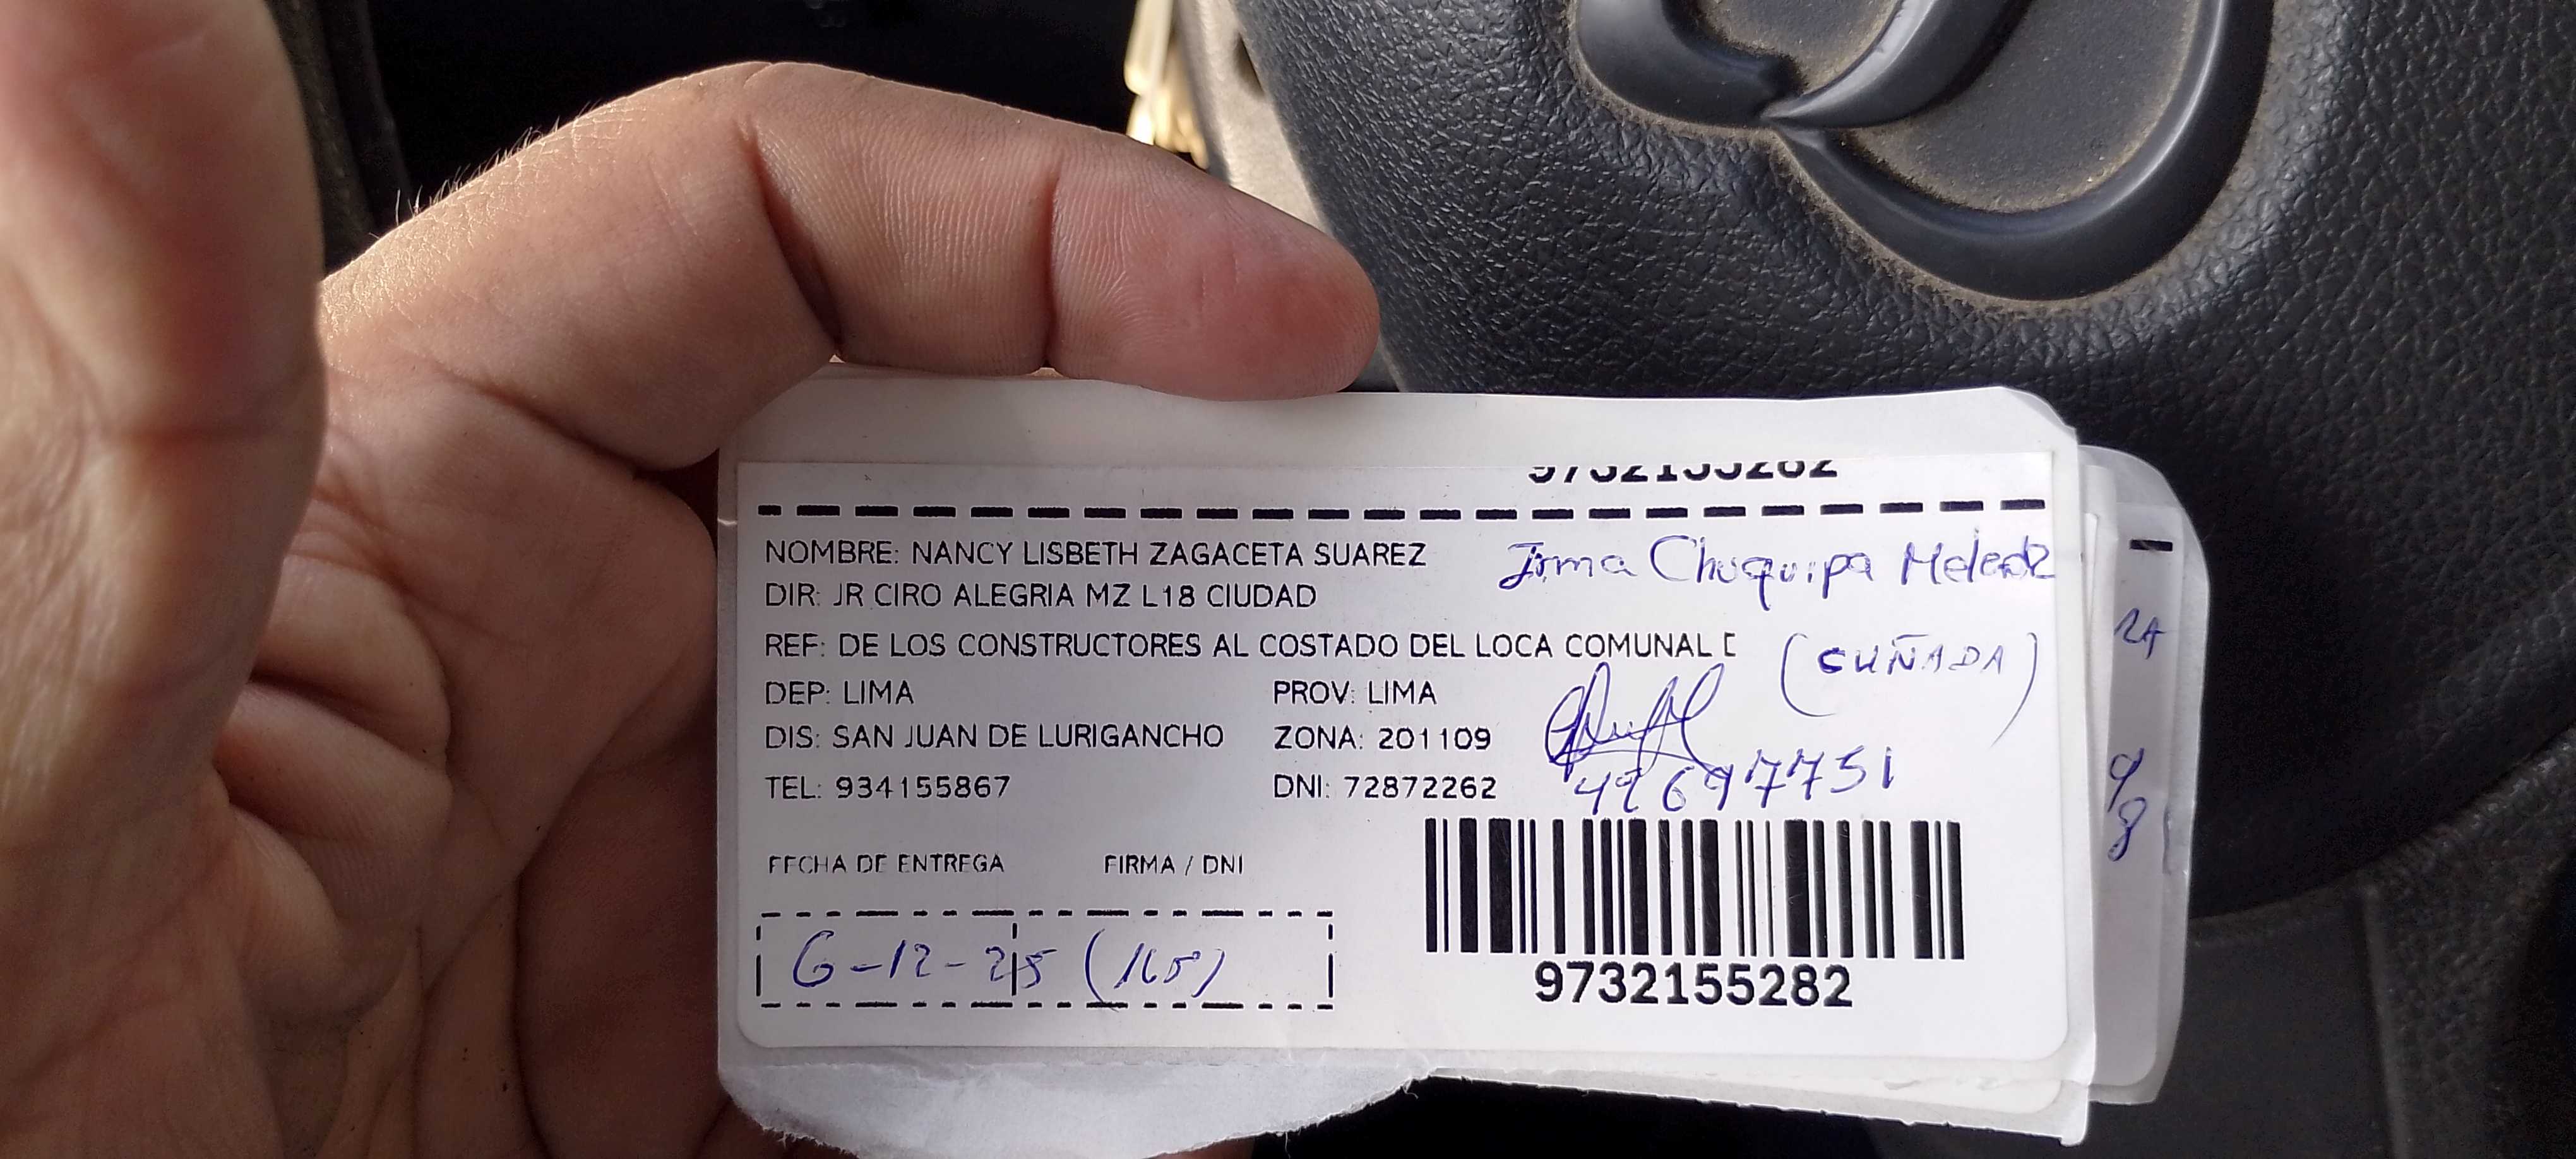 9732155282
NOMBRE: NANCY LISBETH ZAGACETA SUAREZ
Irma Chuquipa
DIR: JR CIRO ALEGRIA MZ L18 CIUDAD
REF: DE LOS CONSTRUCTORES AL COSTADO DEL LOCA COMUNAL
(CUÑADA)
DEP: LIMA PROV: LIMA
DIS: SAN JUAN DE LURIGANCHO ZONA: 201109
TEL: 934155867 DNI: 72872262
FECHA DE ENTREGA FIRMA / DNI
6-12-25
9732155282